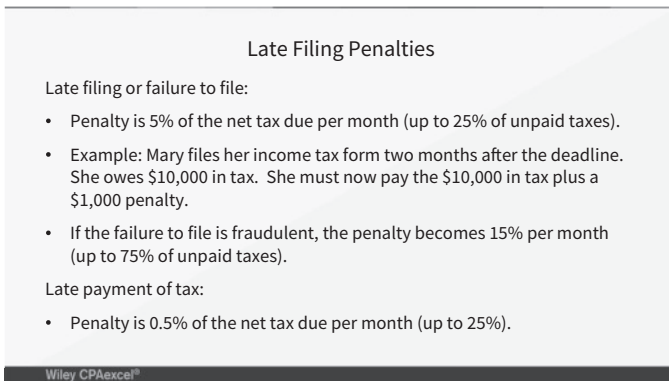 Late Filing Penalties
Late filing or failure to file:
• Penalty is 5% of the net tax due per month (up to 25% of unpaid taxes).
• Example: Mary files her income tax form two months after the deadline.
She owes $10,000 in tax.  She must now pay the $10,000 in tax plus a
$1,000 penalty.
• If the failure to file is fraudulent, the penalty becomes 15% per month
(up to 75% of unpaid taxes).
Late payment of tax:
• Penalty is 0.5% of the net tax due per month (up to 25%).
Wiley CPAexcel®